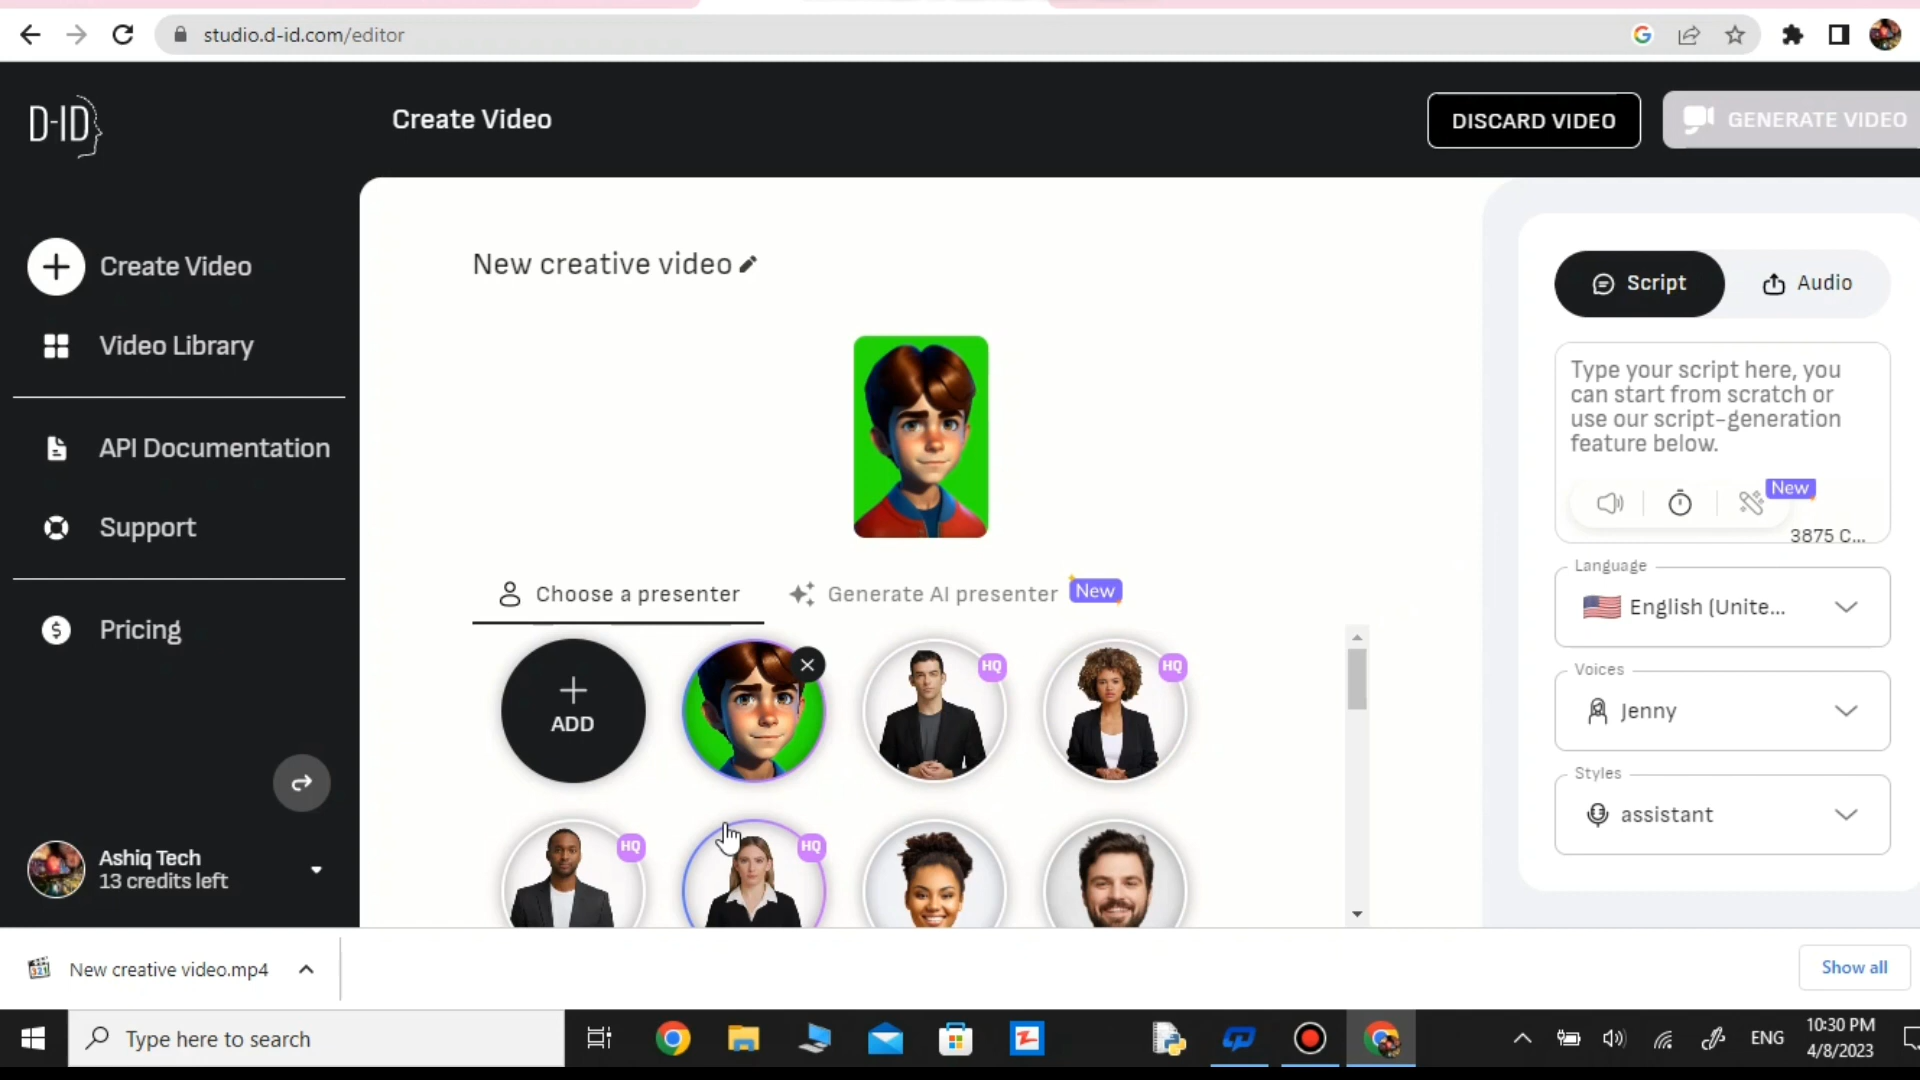 studio.d-id.com/editor
D-ID
Create Video
DISCARD VIDEO
GENERATE VIDEO
Create Video
Video Library
API Documentation
Support
Pricing
Ashiq Tech
13 credits left
New creative video
Choose a presenter
Generate AI presenter
New
ADD
HQ
HQ
HQ
HQ
Script
Audio
Type your script here, you
can start from scratch or
use our script-generation
feature below.
New
3875 C...
Language
English (Unite...
Voices
Jenny
Styles
assistant
321
New creative video.mp4
Show all
Type here to search
ENG
10:30 PM
4/8/2023